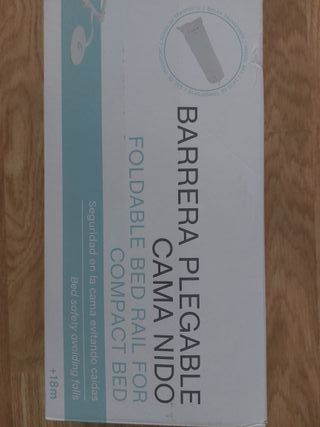 BARRERA PLEGABLE
CAMA NIDO
FOLDABLE BED RAIL FOR
COMPACT BED
Seguridad en la cama evitando caídas
Bed safety avoiding falls
+18m